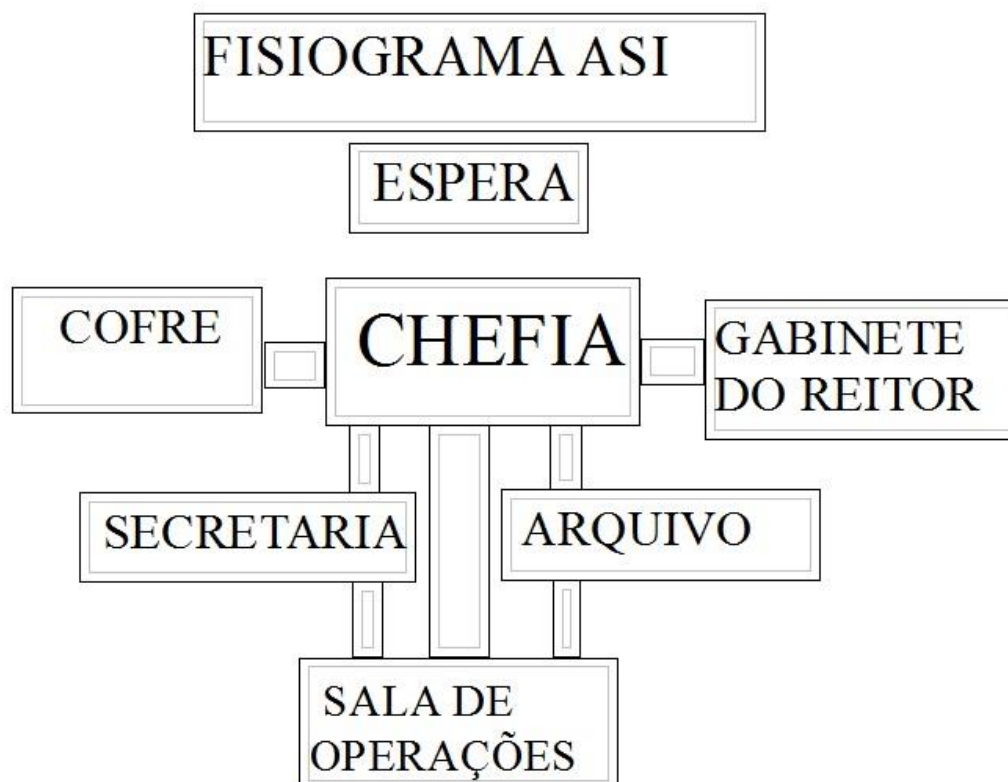 FISIOGRAMA ASI
ESPERA
COFRE
CHEFIA
GABINETE
DO REITOR
SECRETARIA
ARQUIVO
SALA DE
OPERAÇÕES